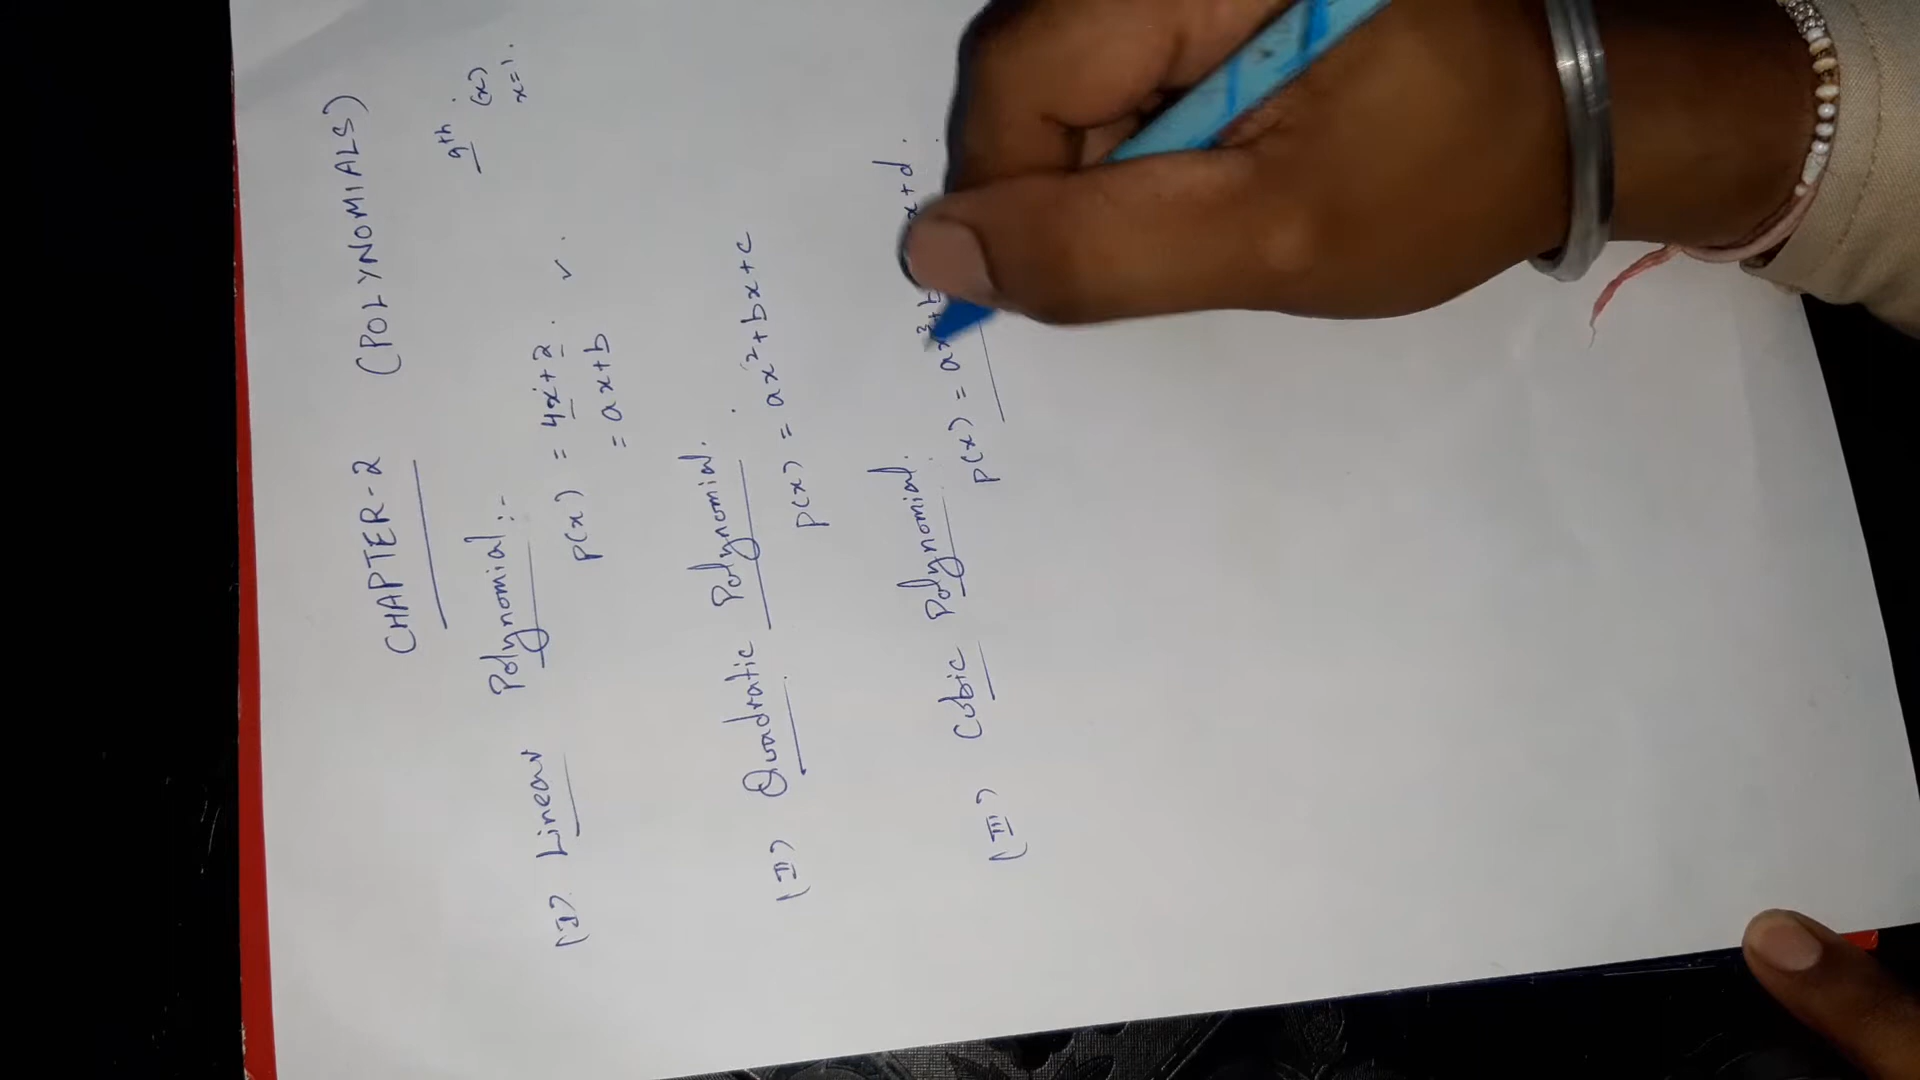 CHAPTER-2 (POLYNOMIALS)
9th
(x)
x=1.
(I) Linear Polynomial:-
p(x) = 4x+2. ✓
= ax+b
(II) Quadratic Polynomial.
p(x) = ax²+bx+c
(III) Cubic Polynomial.
p(x) = ax³+b x+d.